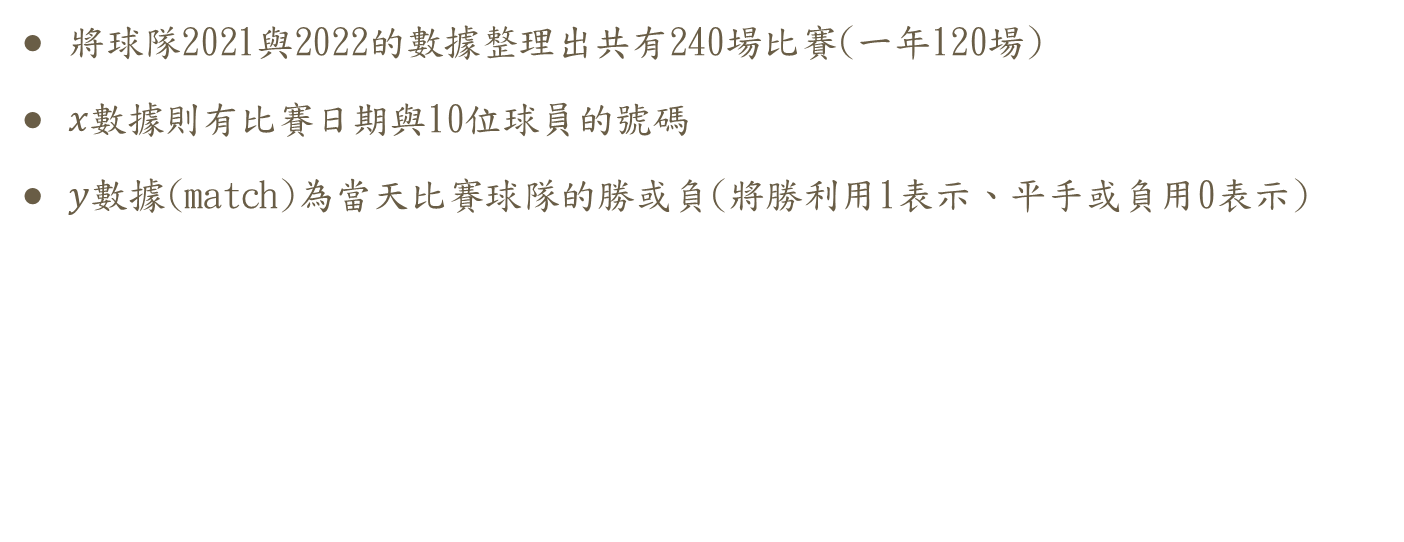 ● 將球隊2021與2022的數據整理出共有240場比賽(一年120場)
● x數據則有比賽日期與10位球員的號碼
● y數據(match)為當天比賽球隊的勝或負(將勝利用1表示、平手或負用0表示)